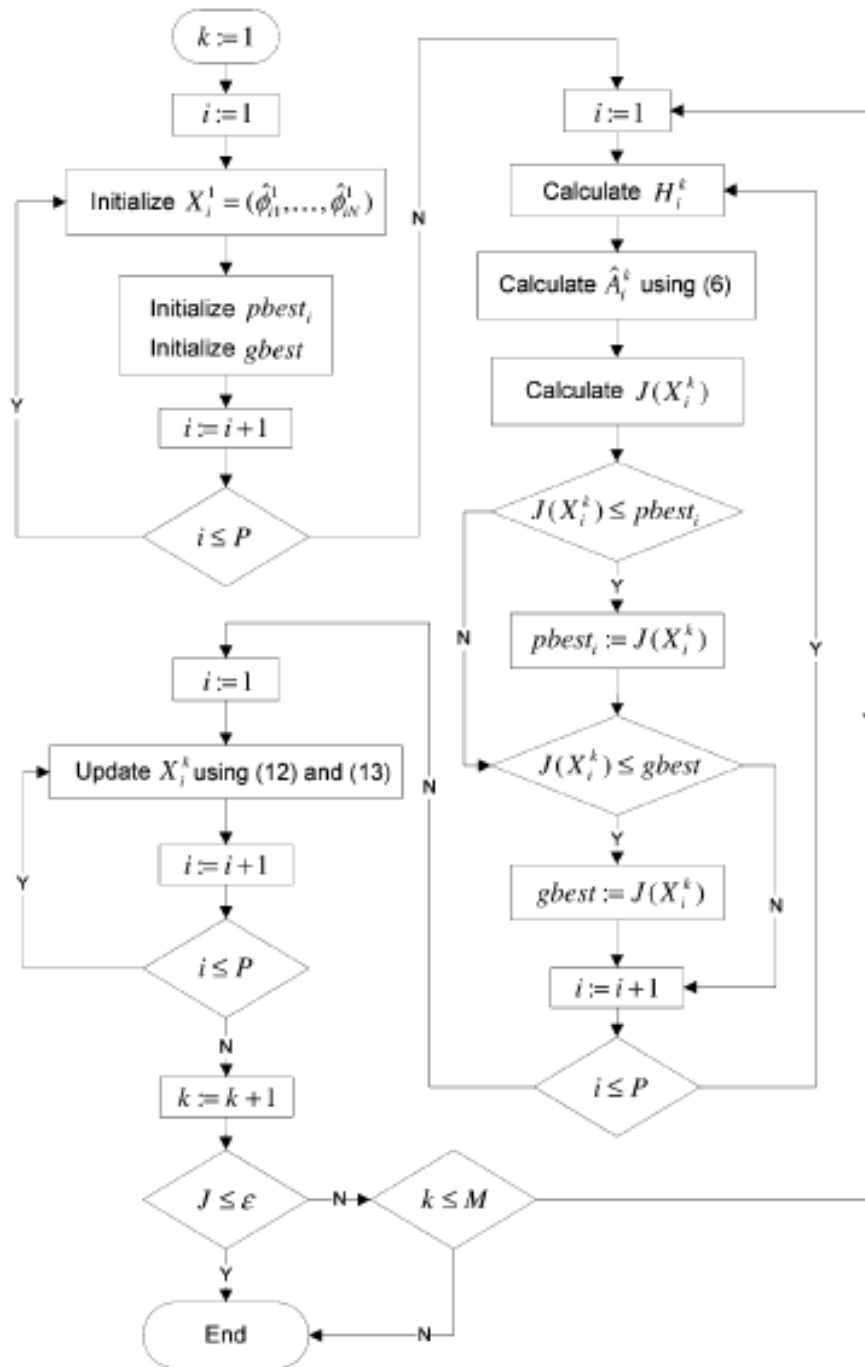 k := 1
i := 1
Initialize X_i^1 = (φ̂_{i1}^1,...,φ̂_{iN}^1)
Initialize pbest_i
Initialize gbest
i := i + 1
i ≤ P
Y
N
i := 1
Calculate H_i^k
Calculate Â_i^k using (6)
Calculate J(X_i^k)
J(X_i^k) ≤ pbest_i
Y
N
pbest_i := J(X_i^k)
J(X_i^k) ≤ gbest
Y
N
gbest := J(X_i^k)
i := i + 1
i ≤ P
Y
N
i := 1
Update X_i^k using (12) and (13)
i := i + 1
i ≤ P
Y
N
k := k + 1
J ≤ ε
N
k ≤ M
Y
N
End